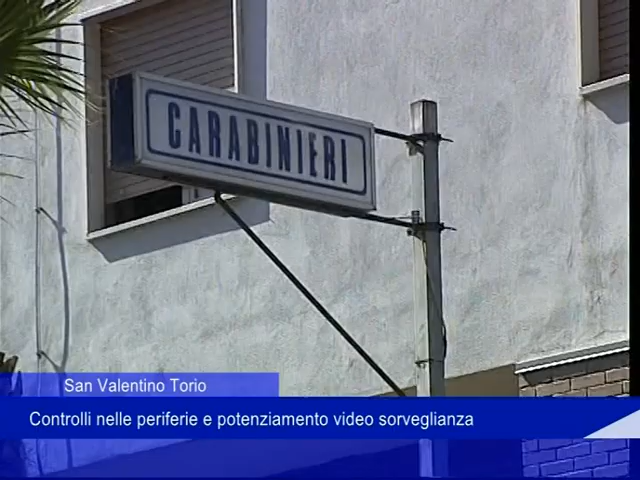 CARABINIERI
San Valentino Torio
Controlli nelle periferie e potenziamento video sorveglianza